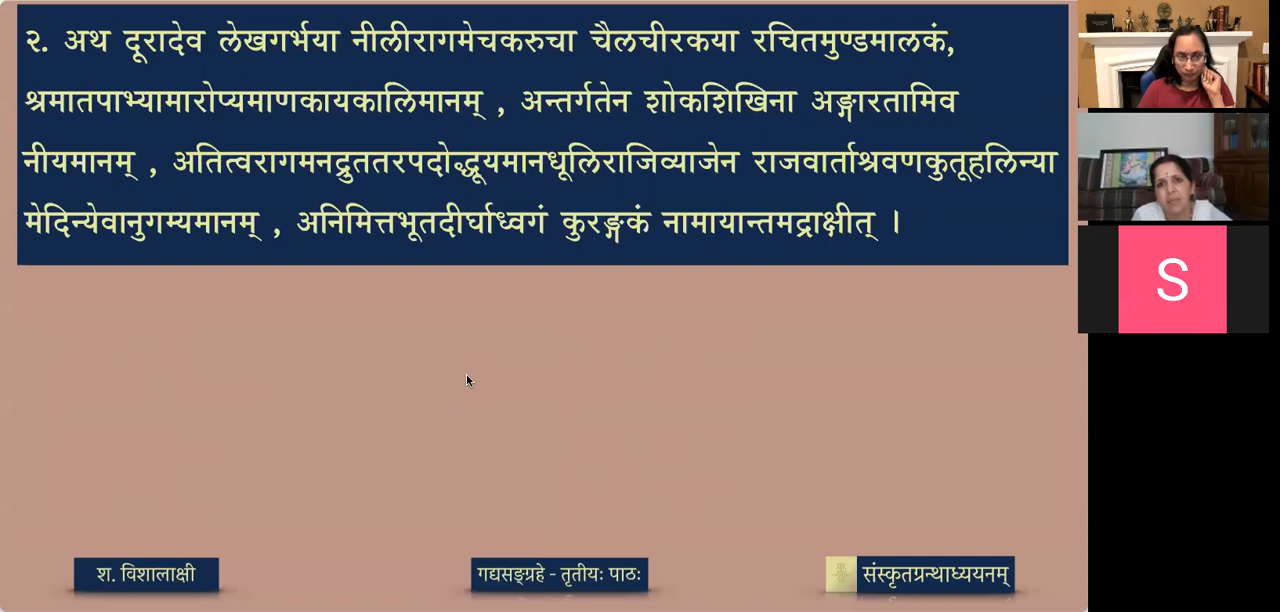 २. अथ दूरादेव लेखगर्भया नीलीरागमेचकरुचा चैलचीरकया रचितमुण्डमालकं,
श्रमातपाभ्यामारोप्यमाणकायकालिमानम् , अन्तर्गतेन शोकशिखिना अङ्गारतामिव
नीयमानम् , अतित्वरागमनद्रुततरपदोद्धूयमानधूलिराजिव्याजेन राजवार्ताश्रवणकुतूहलिन्या
मेदिन्येवानुगम्यमानम् , अनिमित्तभूतदीर्घाध्वगं कुरङ्गकं नामायान्तमद्राक्षीत् ।
S
श. विशालाक्षी
गद्यसङ्ग्रहे - तृतीयः पाठः
संस्कृतग्रन्थाध्ययनम्